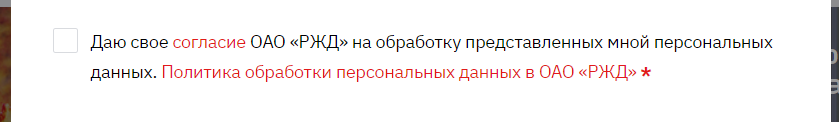 Даю свое согласие ОАО «РЖД» на обработку представленных мной персональных
данных. Политика обработки персональных данных в ОАО «РЖД» *